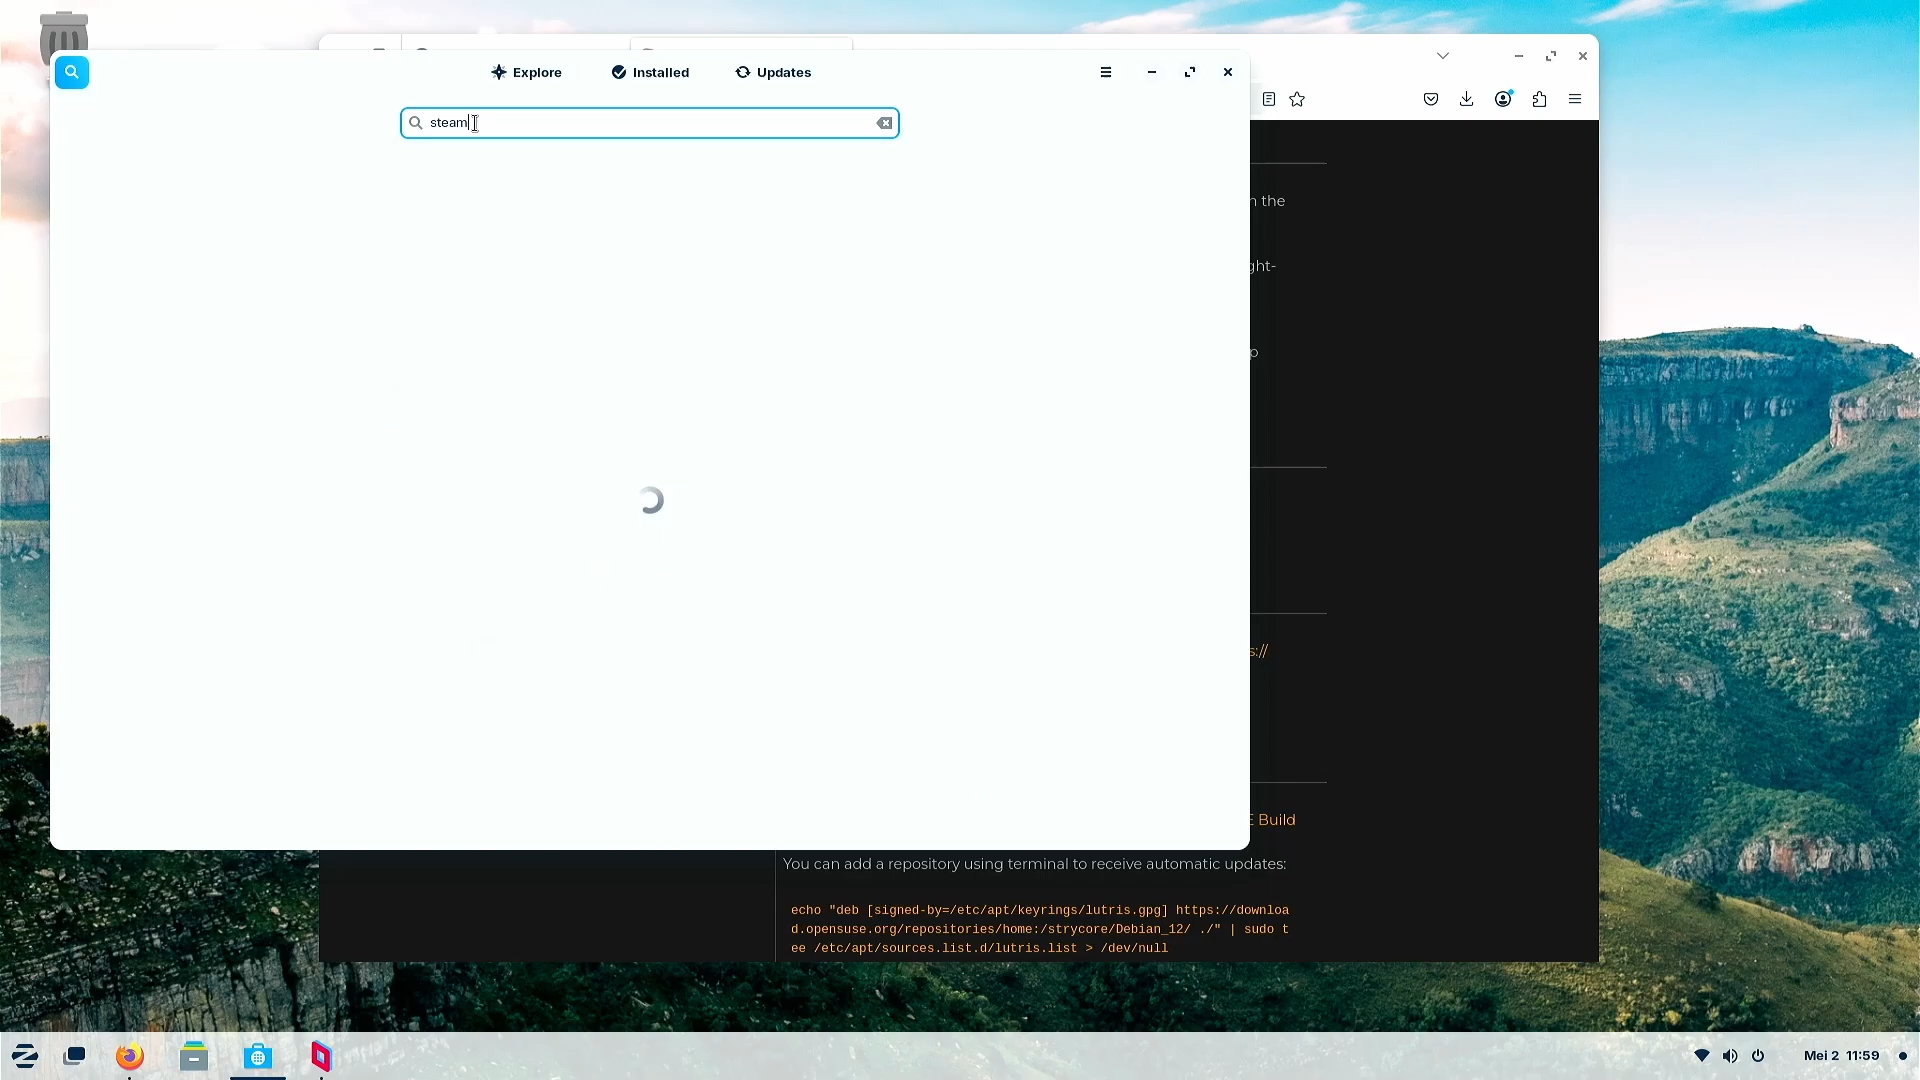 Explore
Installed
Updates
steam
n the
ght-
p
s://
E Build
You can add a repository using terminal to receive automatic updates:
echo "deb [signed-by=/etc/apt/keyrings/lutris.gpg] https://downloa
d.opensuse.org/repositories/home:/strycore/Debian_12/ ./" | sudo t
ee /etc/apt/sources.list.d/lutris.list > /dev/null
Mei 2 11:59